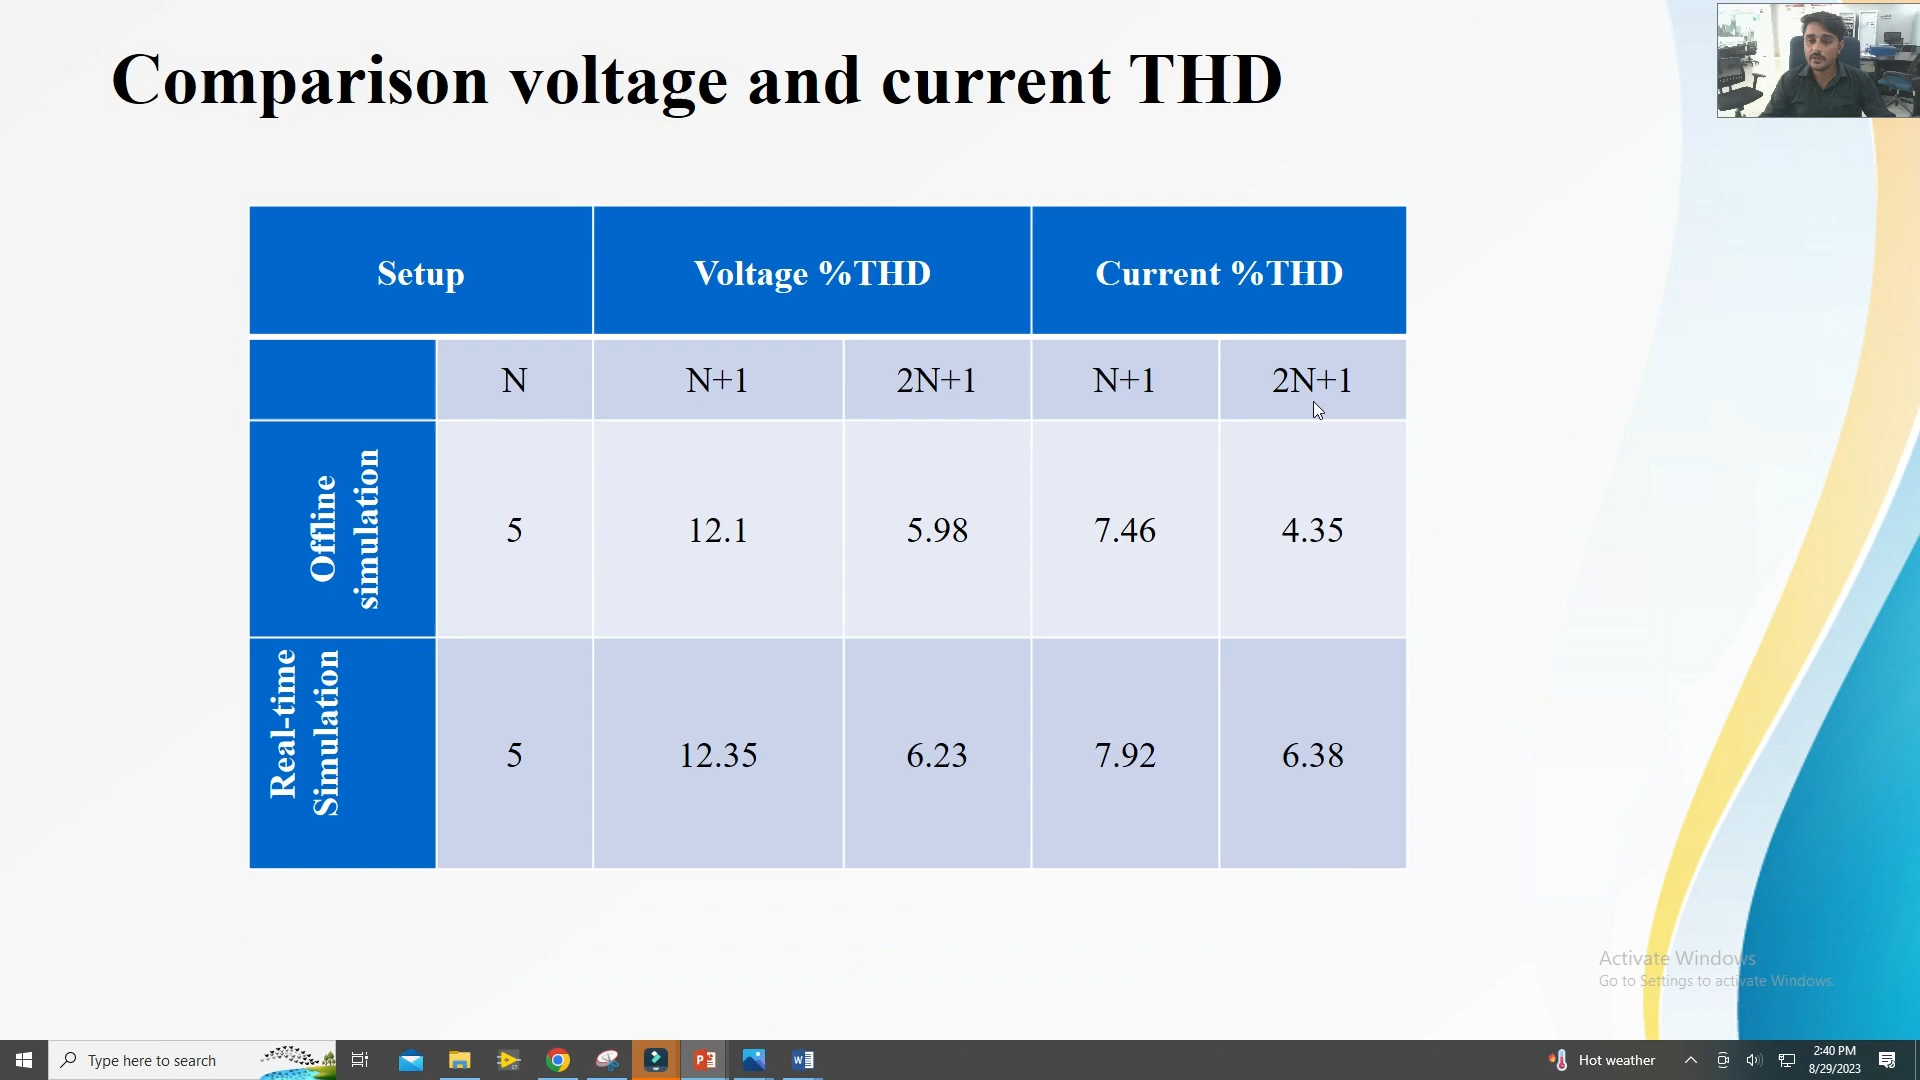 Comparison voltage and current THD
Setup
Voltage %THD
Current %THD
N
N+1
2N+1
N+1
2N+1
Offline
simulation
5
12.1
5.98
7.46
4.35
Real-time
Simulation
5
12.35
6.23
7.92
6.38
Activate Windows
Go to Settings to activate Windows.
Type here to search
Hot weather
2:40 PM
8/29/2023